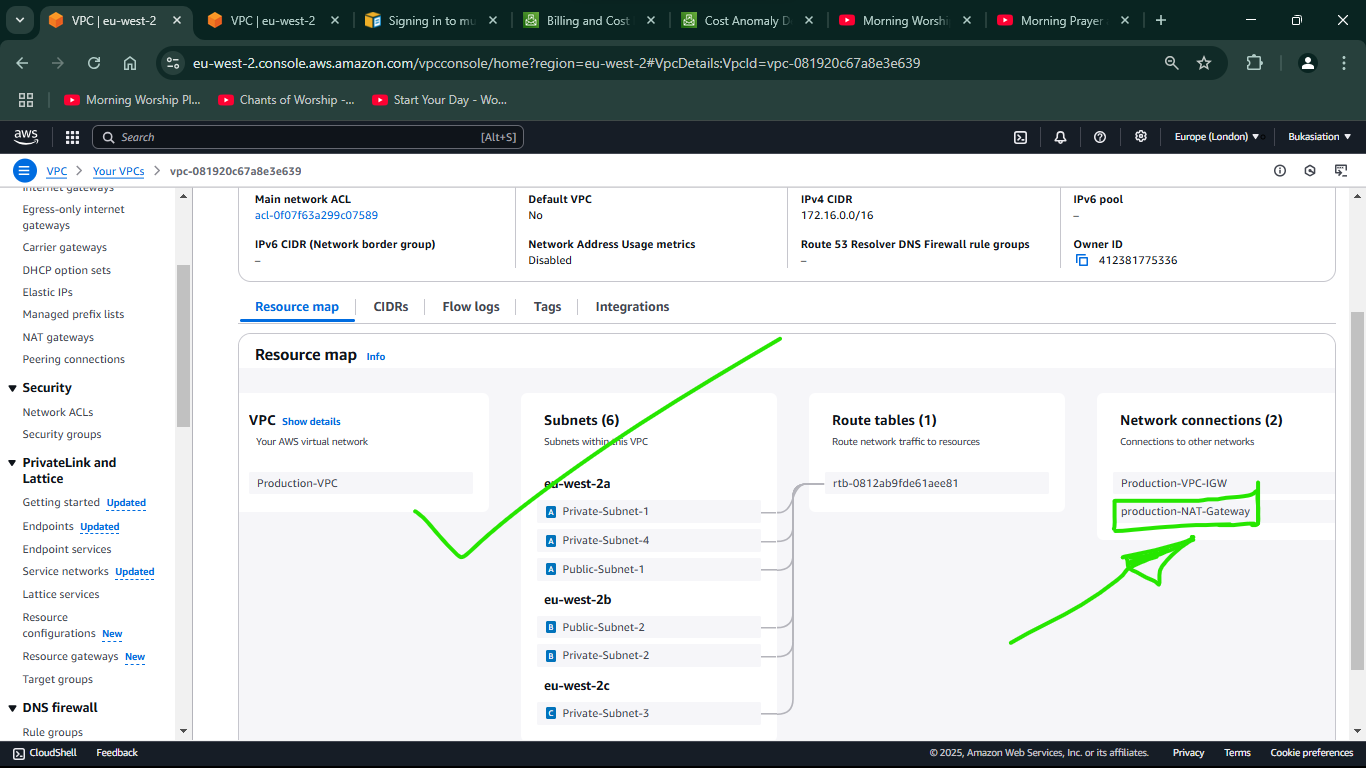 VPC | eu-west-2
VPC | eu-west-2
Signing in to mu
Billing and Cost
Cost Anomaly D
Morning Worshi
Morning Prayer
eu-west-2.console.aws.amazon.com/vpcconsole/home?region=eu-west-2#VpcDetails:VpcId=vpc-081920c67a8e3e639
Morning Worship Pl...
Chants of Worship -...
Start Your Day - Wo...
aws
Search
[Alt+S]
Europe (London)
Bukasiation
VPC
Your VPCs
vpc-081920c67a8e3e639
Internet gateways
Egress-only internet
gateways
Carrier gateways
DHCP option sets
Elastic IPs
Managed prefix lists
NAT gateways
Peering connections
Security
Network ACLs
Security groups
PrivateLink and
Lattice
Getting started Updated
Endpoints Updated
Endpoint services
Service networks Updated
Lattice services
Resource
configurations New
Resource gateways New
Target groups
DNS firewall
Rule groups
Main network ACL
acl-0f07f63a299c07589
Default VPC
No
IPv4 CIDR
172.16.0.0/16
IPv6 pool
–
IPv6 CIDR (Network border group)
–
Network Address Usage metrics
Disabled
Route 53 Resolver DNS Firewall rule groups
–
Owner ID
412381775336
Resource map
CIDRs
Flow logs
Tags
Integrations
Resource map Info
VPC Show details
Your AWS virtual network
Production-VPC
Subnets (6)
Subnets within this VPC
eu-west-2a
A Private-Subnet-1
A Private-Subnet-4
A Public-Subnet-1
eu-west-2b
B Public-Subnet-2
B Private-Subnet-2
eu-west-2c
C Private-Subnet-3
Route tables (1)
Route network traffic to resources
rtb-0812ab9fde61aee81
Network connections (2)
Connections to other networks
Production-VPC-IGW
production-NAT-Gateway
CloudShell
Feedback
© 2025, Amazon Web Services, Inc. or its affiliates.
Privacy
Terms
Cookie preferences